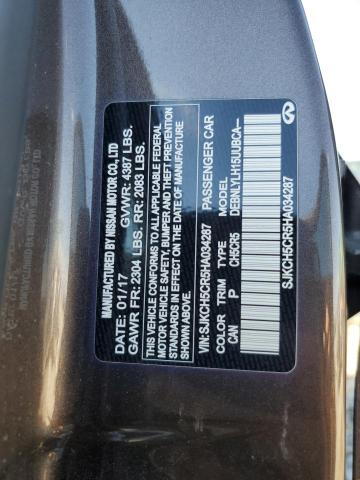 MANUFACTURED BY NISSAN MOTOR CO., LTD
DATE: 01/17 GVWR: 4387 LBS.
GAWR FR: 2304 LBS. RR: 2083 LBS.
THIS VEHICLE CONFORMS TO ALL APPLICABLE FEDERAL
MOTOR VEHICLE SAFETY, BUMPER AND THEFT PREVENTION
STANDARDS IN EFFECT ON THE DATE OF MANUFACTURE
SHOWN ABOVE.
VIN:SJKCH5CR5HA034287 PASSENGER CAR
COLOR TRIM TYPE MODEL
CAN P CH5CR5 DEBNLYLH15UUBCA--
SJKCH5CR5HA034287